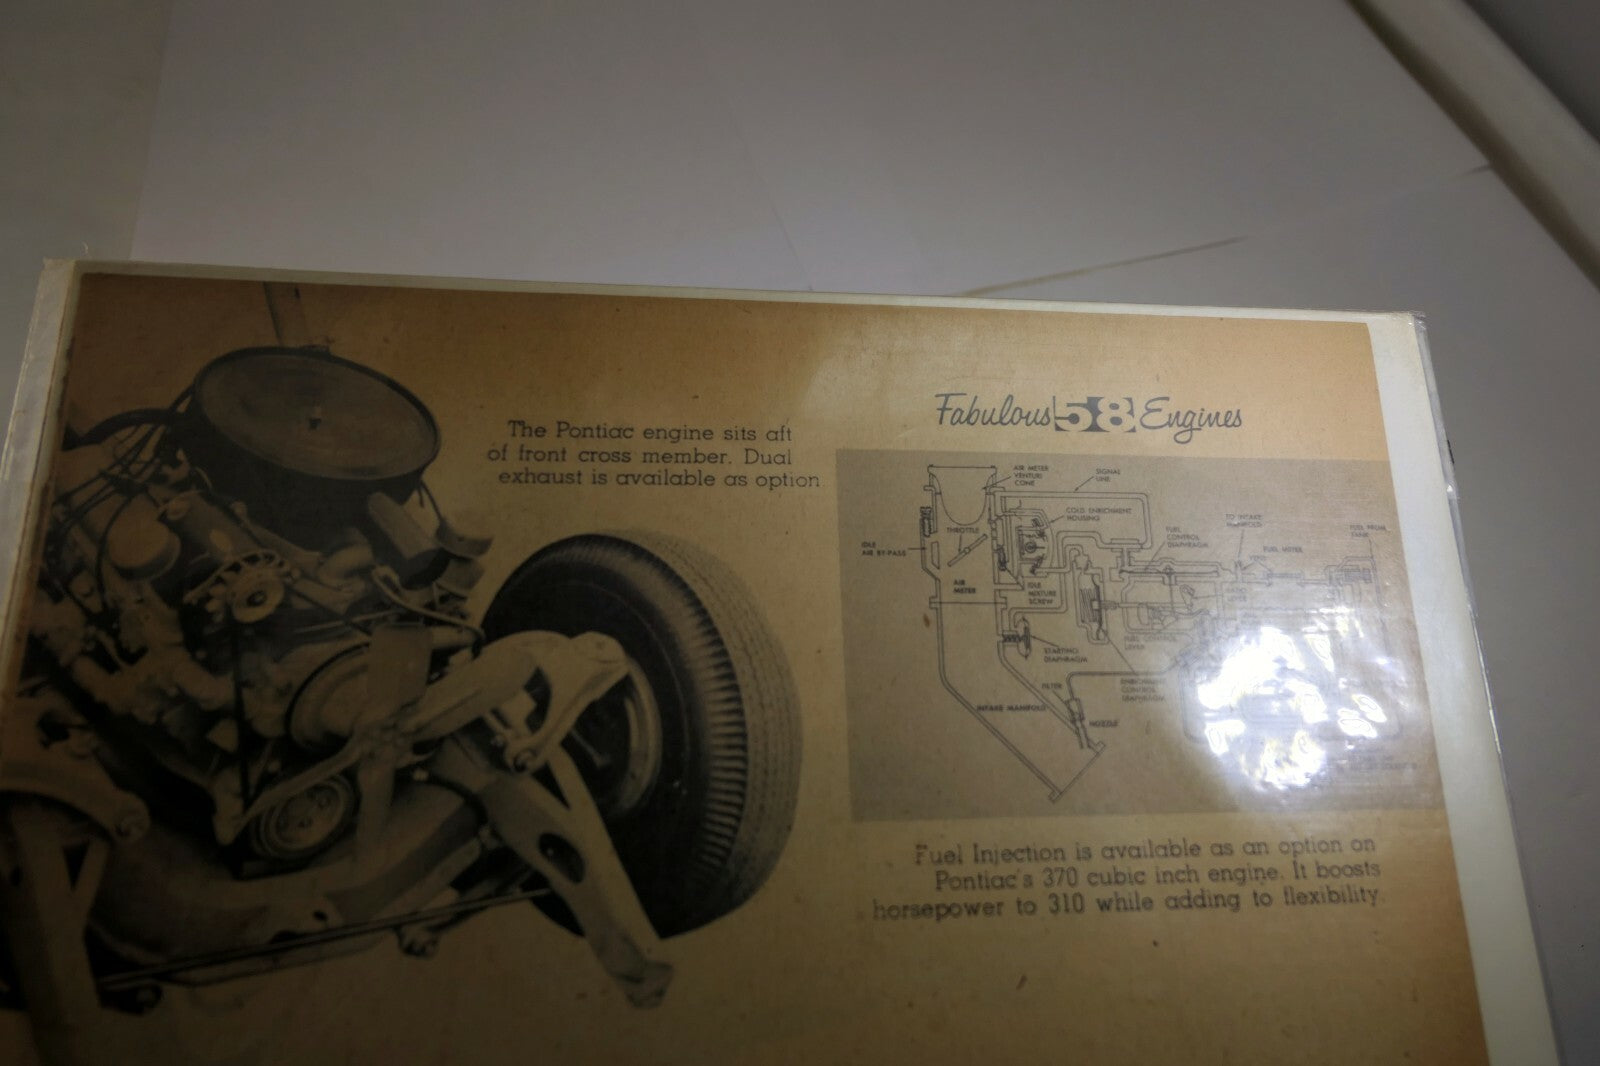 The Pontiac engine sits aft
of front cross member. Dual
exhaust is available as option
Fabulous 58 Engines
AIR METER
VENTURI
CONE
SIGNAL
LINE
COLD ENRICHMENT
HOUSING
THROTTLE
IDLE
AIR BY-PASS
FUEL
CONTROL
DIAPHRAGM
TO INTAKE
MANIFOLD
FUEL METER
FUEL FROM
TANK
AIR
METER
IDLE
MIXTURE
SCREW
FUEL CONTROL
LEVER
STARTING
DIAPHRAGM
FILTER
ENRICHMENT
CONTROL
DIAPHRAGM
INTAKE MANIFOLD
NOZZLE
Fuel Injection is available as an option on
Pontiac's 370 cubic inch engine. It boosts
horsepower to 310 while adding to flexibility.